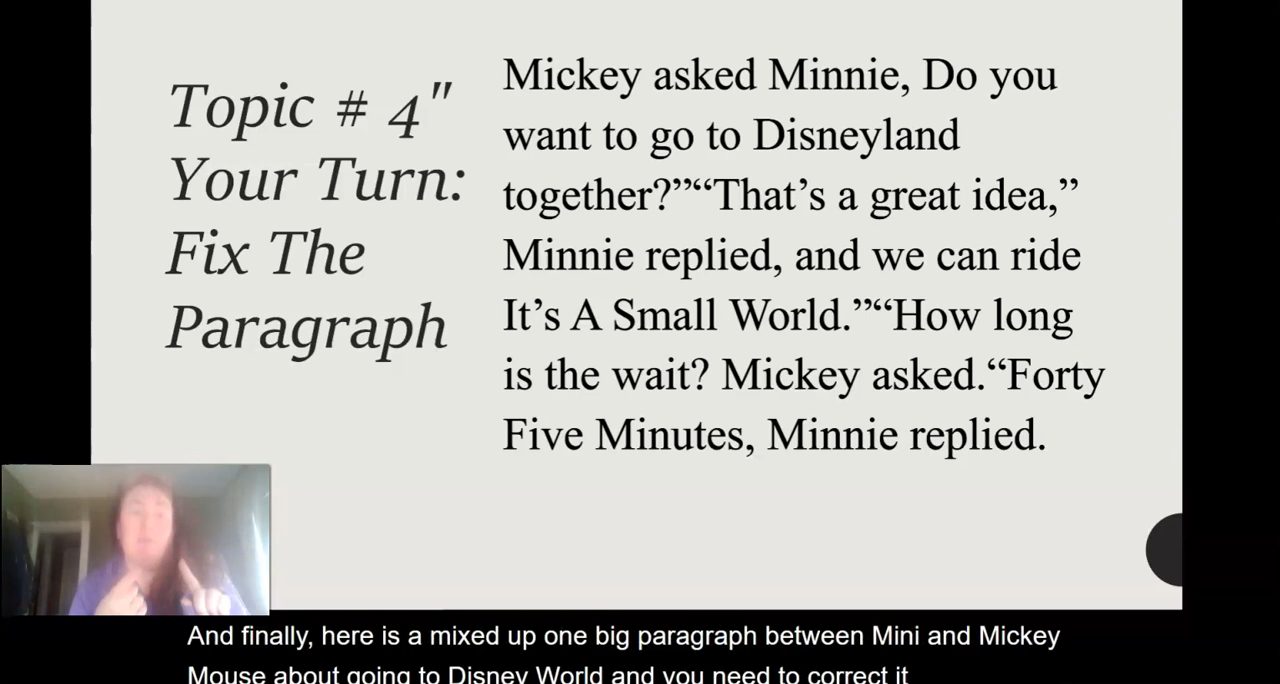 Topic # 4"
Your Turn:
Fix The
Paragraph
Mickey asked Minnie, Do you
want to go to Disneyland
together?”“That’s a great idea,”
Minnie replied, and we can ride
It’s A Small World.”“How long
is the wait? Mickey asked.“Forty
Five Minutes, Minnie replied.
And finally, here is a mixed up one big paragraph between Mini and Mickey
Mouse about going to Disney World and you need to correct it